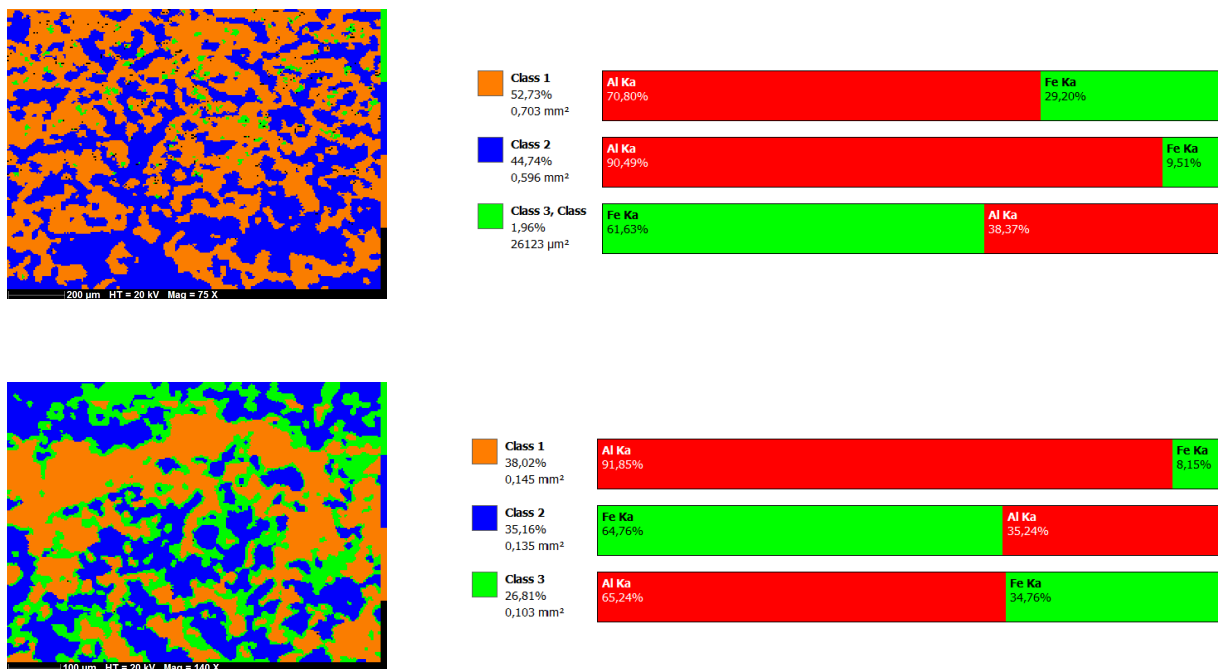 Class 1
52,73%
0,703 mm²
Al Ka
70,80%
Fe Ka
29,20%
Class 2
44,74%
0,596 mm²
Al Ka
90,49%
Fe Ka
9,51%
Class 3, Class
1,96%
26123 µm²
Fe Ka
61,63%
Al Ka
38,37%
200 µm HT = 20 kV Mag = 75 X
Class 1
38,02%
0,145 mm²
Al Ka
91,85%
Fe Ka
8,15%
Class 2
35,16%
0,135 mm²
Fe Ka
64,76%
Al Ka
35,24%
Class 3
26,81%
0,103 mm²
Al Ka
65,24%
Fe Ka
34,76%
100 µm HT = 20 kV Mag = 140 X